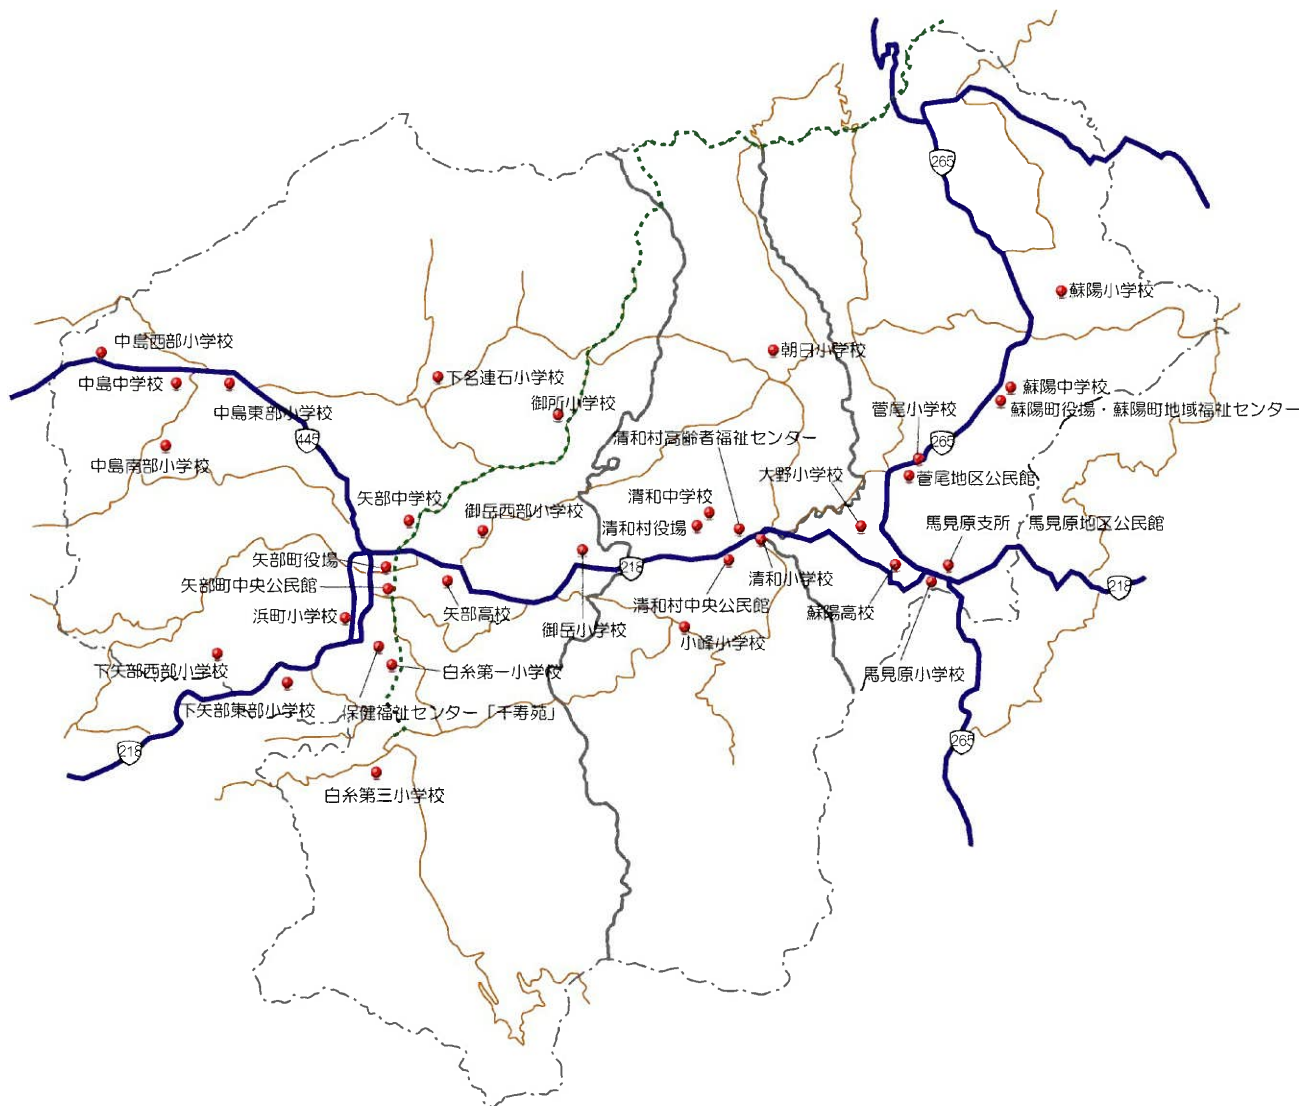 265
蘇陽小学校
中島西部小学校
朝日小学校
中島中学校
下名連石小学校
蘇陽中学校
御所小学校
蘇陽町役場・蘇陽町地域福祉センター
菅尾小学校
中島東部小学校
445
清和村高齢者福祉センター
265
中島南部小学校
大野小学校
菅尾地区公民館
矢部中学校
清和中学校
御岳西部小学校
馬見原支所
馬見原地区公民館
清和村役場
矢部町役場
218
清和小学校
矢部町中央公民館
218
清和村中央公民館
矢部高校
蘇陽高校
浜町小学校
御岳小学校
小峰小学校
下矢部西部小学校
白糸第一小学校
馬見原小学校
下矢部東部小学校
保健福祉センター「千寿苑」
265
218
白糸第三小学校